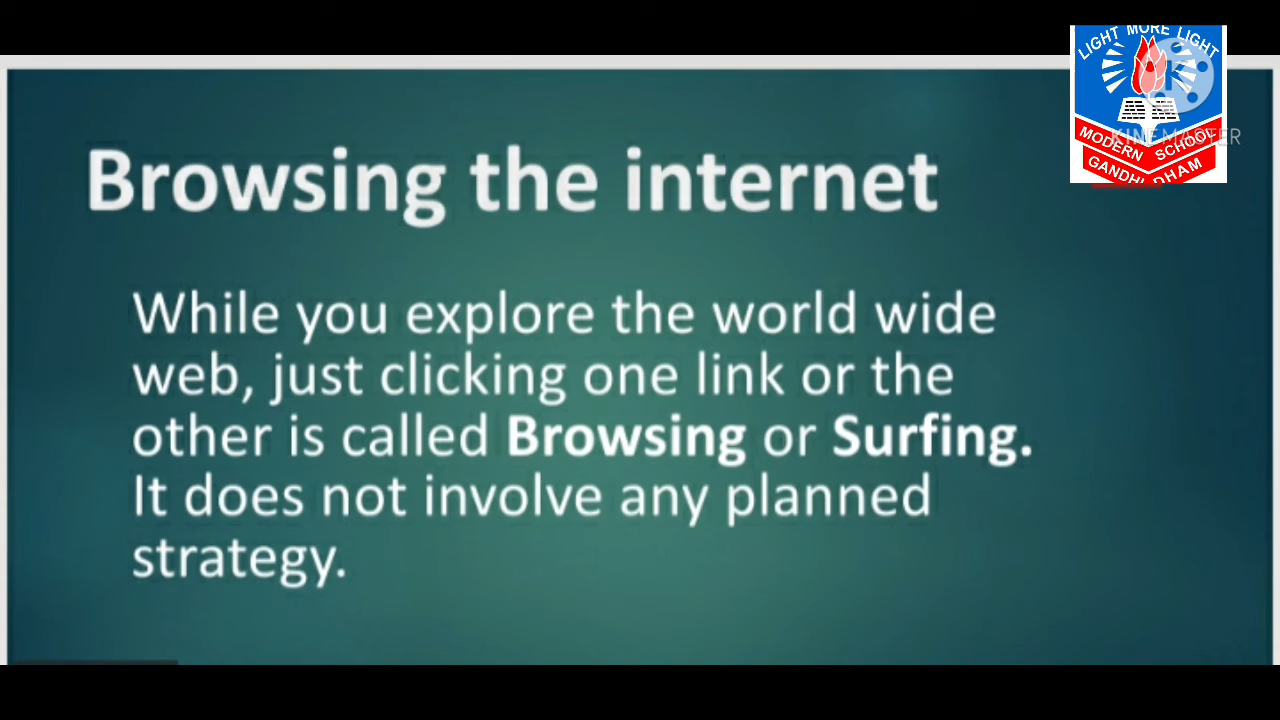 LIGHT MORE LIGHT
KINEMASTER
MODERN SCHOOL
GANDHIDHAM
Browsing the internet
While you explore the world wide
web, just clicking one link or the
other is called Browsing or Surfing.
It does not involve any planned
strategy.